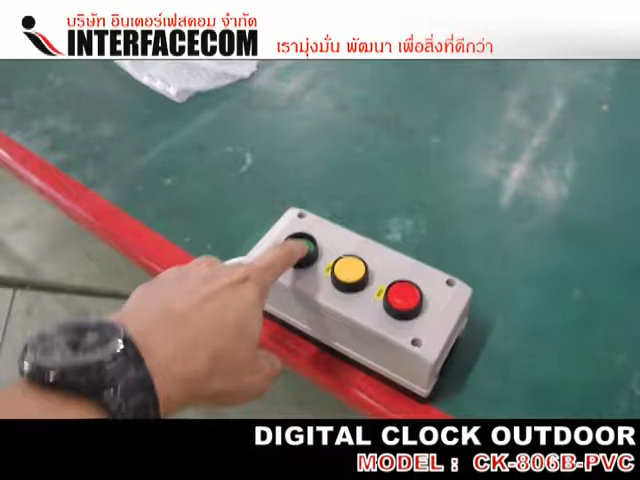 บริษัท อินเตอร์เฟสคอม จำกัด
INTERFACECOM
เรามุ่งมั่น พัฒนา เพื่อสิ่งที่ดีกว่า
DIGITAL CLOCK OUTDOOR
MODEL : CK-806B-PVC